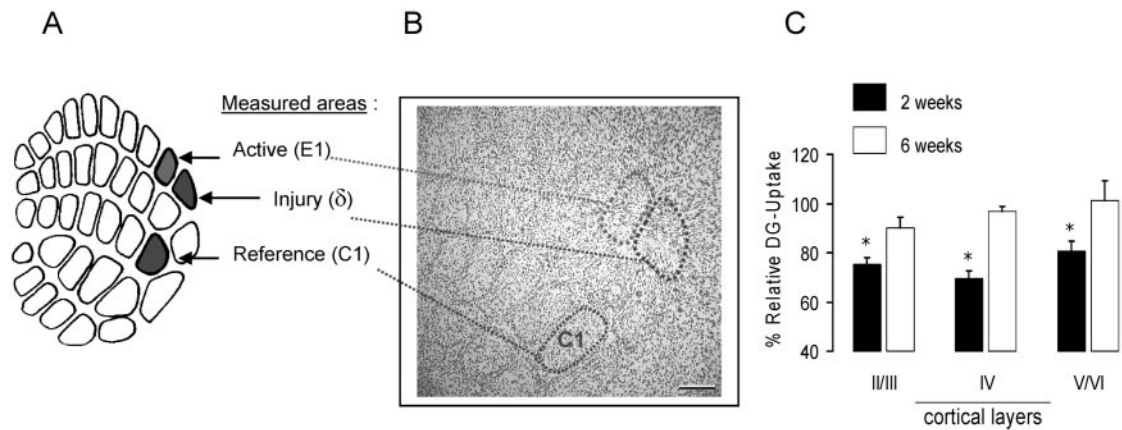 A
B
C
Measured areas :
Active (E1)
Injury (δ)
Reference (C1)
C1
2 weeks
6 weeks
% Relative DG-Uptake
120
100
80
60
40
*
*
*
II/III
IV
V/VI
cortical layers